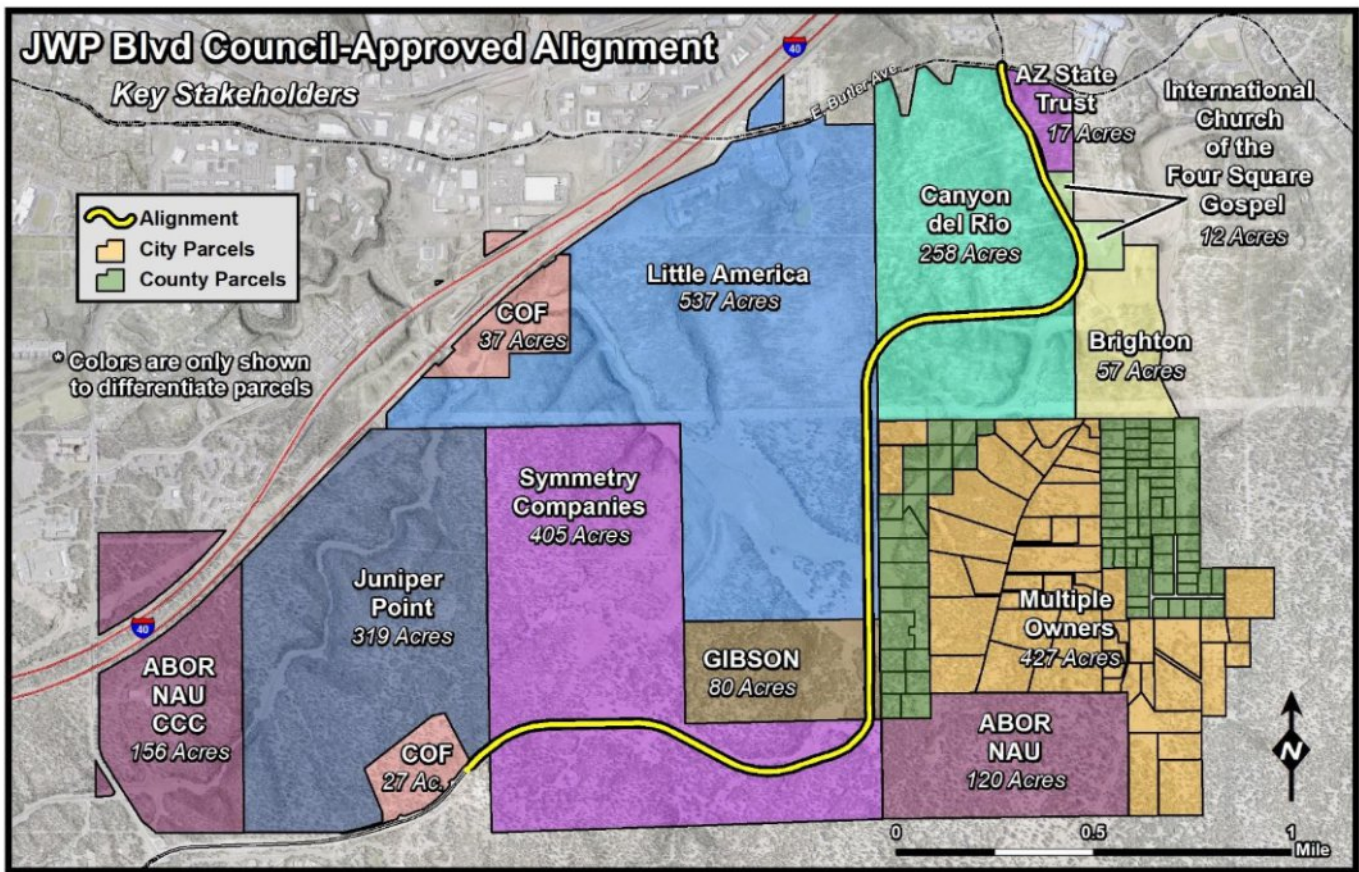 JWP Blvd Council-Approved Alignment
Key Stakeholders
40
E. Butler Ave.
AZ State
Trust
17 Acres
International
Church
of the
Four Square
Gospel
12 Acres
Alignment
City Parcels
County Parcels
* Colors are only shown
to differentiate parcels
Canyon
del Rio
258 Acres
Little America
537 Acres
COF
37 Acres
Brighton
57 Acres
Symmetry
Companies
405 Acres
Juniper
Point
319 Acres
Multiple
Owners
427 Acres
40
ABOR
NAU
CCC
156 Acres
GIBSON
80 Acres
COF
27 Ac.
ABOR
NAU
120 Acres
N
0 0.5 1
Mile